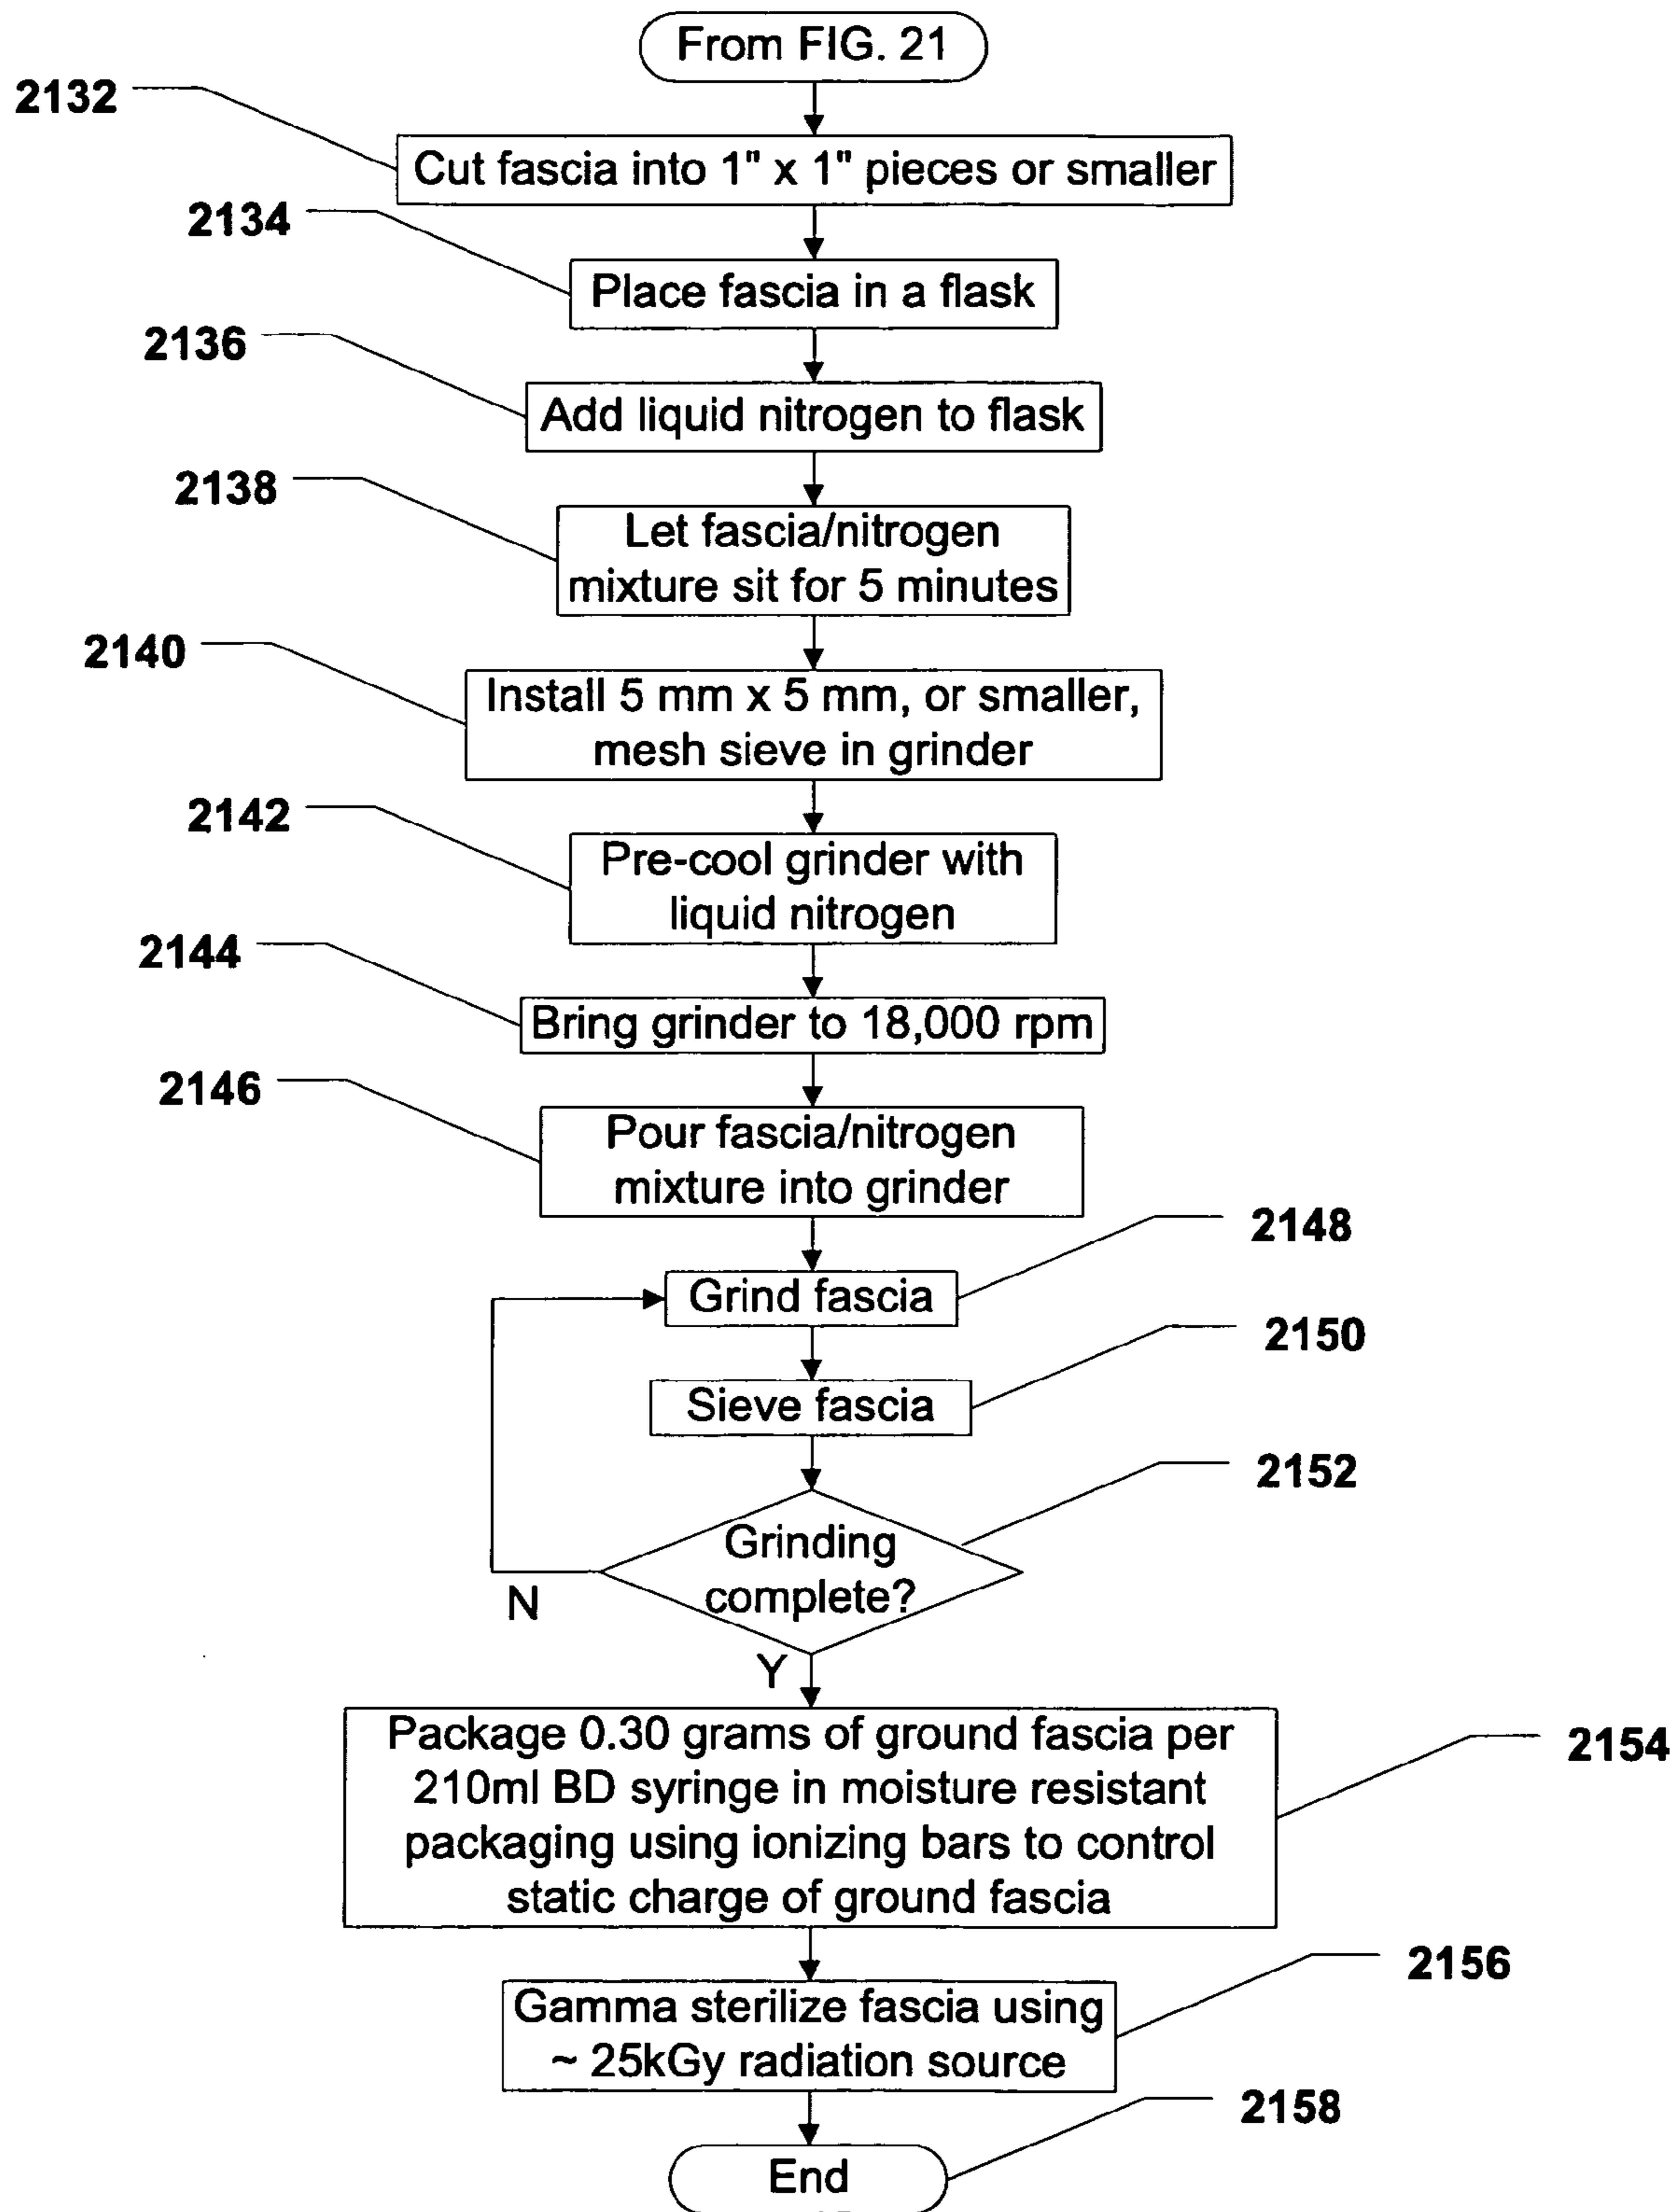 From FIG. 21
2132
Cut fascia into 1" x 1" pieces or smaller
2134
Place fascia in a flask
2136
Add liquid nitrogen to flask
2138
Let fascia/nitrogen
mixture sit for 5 minutes
2140
Install 5 mm x 5 mm, or smaller,
mesh sieve in grinder
2142
Pre-cool grinder with
liquid nitrogen
2144
Bring grinder to 18,000 rpm
2146
Pour fascia/nitrogen
mixture into grinder
2148
Grind fascia
2150
Sieve fascia
2152
Grinding
complete?
N
Y
Package 0.30 grams of ground fascia per
210ml BD syringe in moisture resistant
packaging using ionizing bars to control
static charge of ground fascia
2154
2156
Gamma sterilize fascia using
~ 25kGy radiation source
2158
End